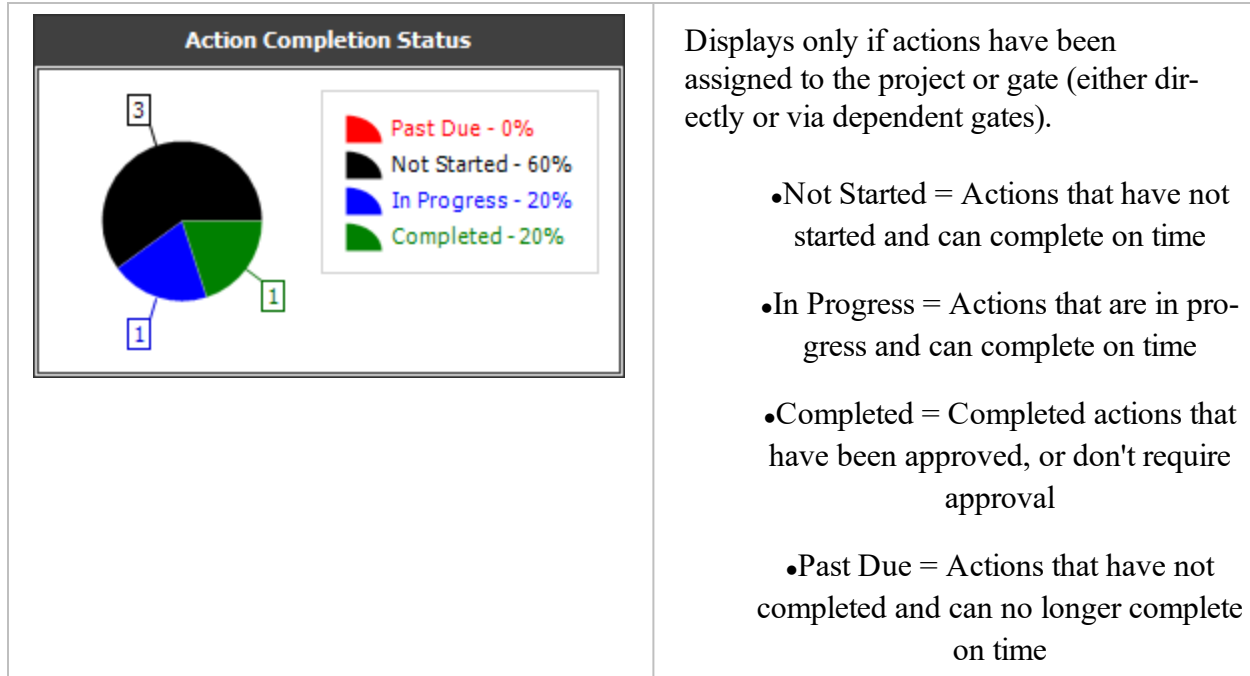 Action Completion Status
3
Past Due - 0%
Not Started - 60%
In Progress - 20%
Completed - 20%
1
1
Displays only if actions have been
assigned to the project or gate (either dir-
ectly or via dependent gates).
●Not Started = Actions that have not
started and can complete on time
●In Progress = Actions that are in pro-
gress and can complete on time
●Completed = Completed actions that
have been approved, or don't require
approval
●Past Due = Actions that have not
completed and can no longer complete
on time